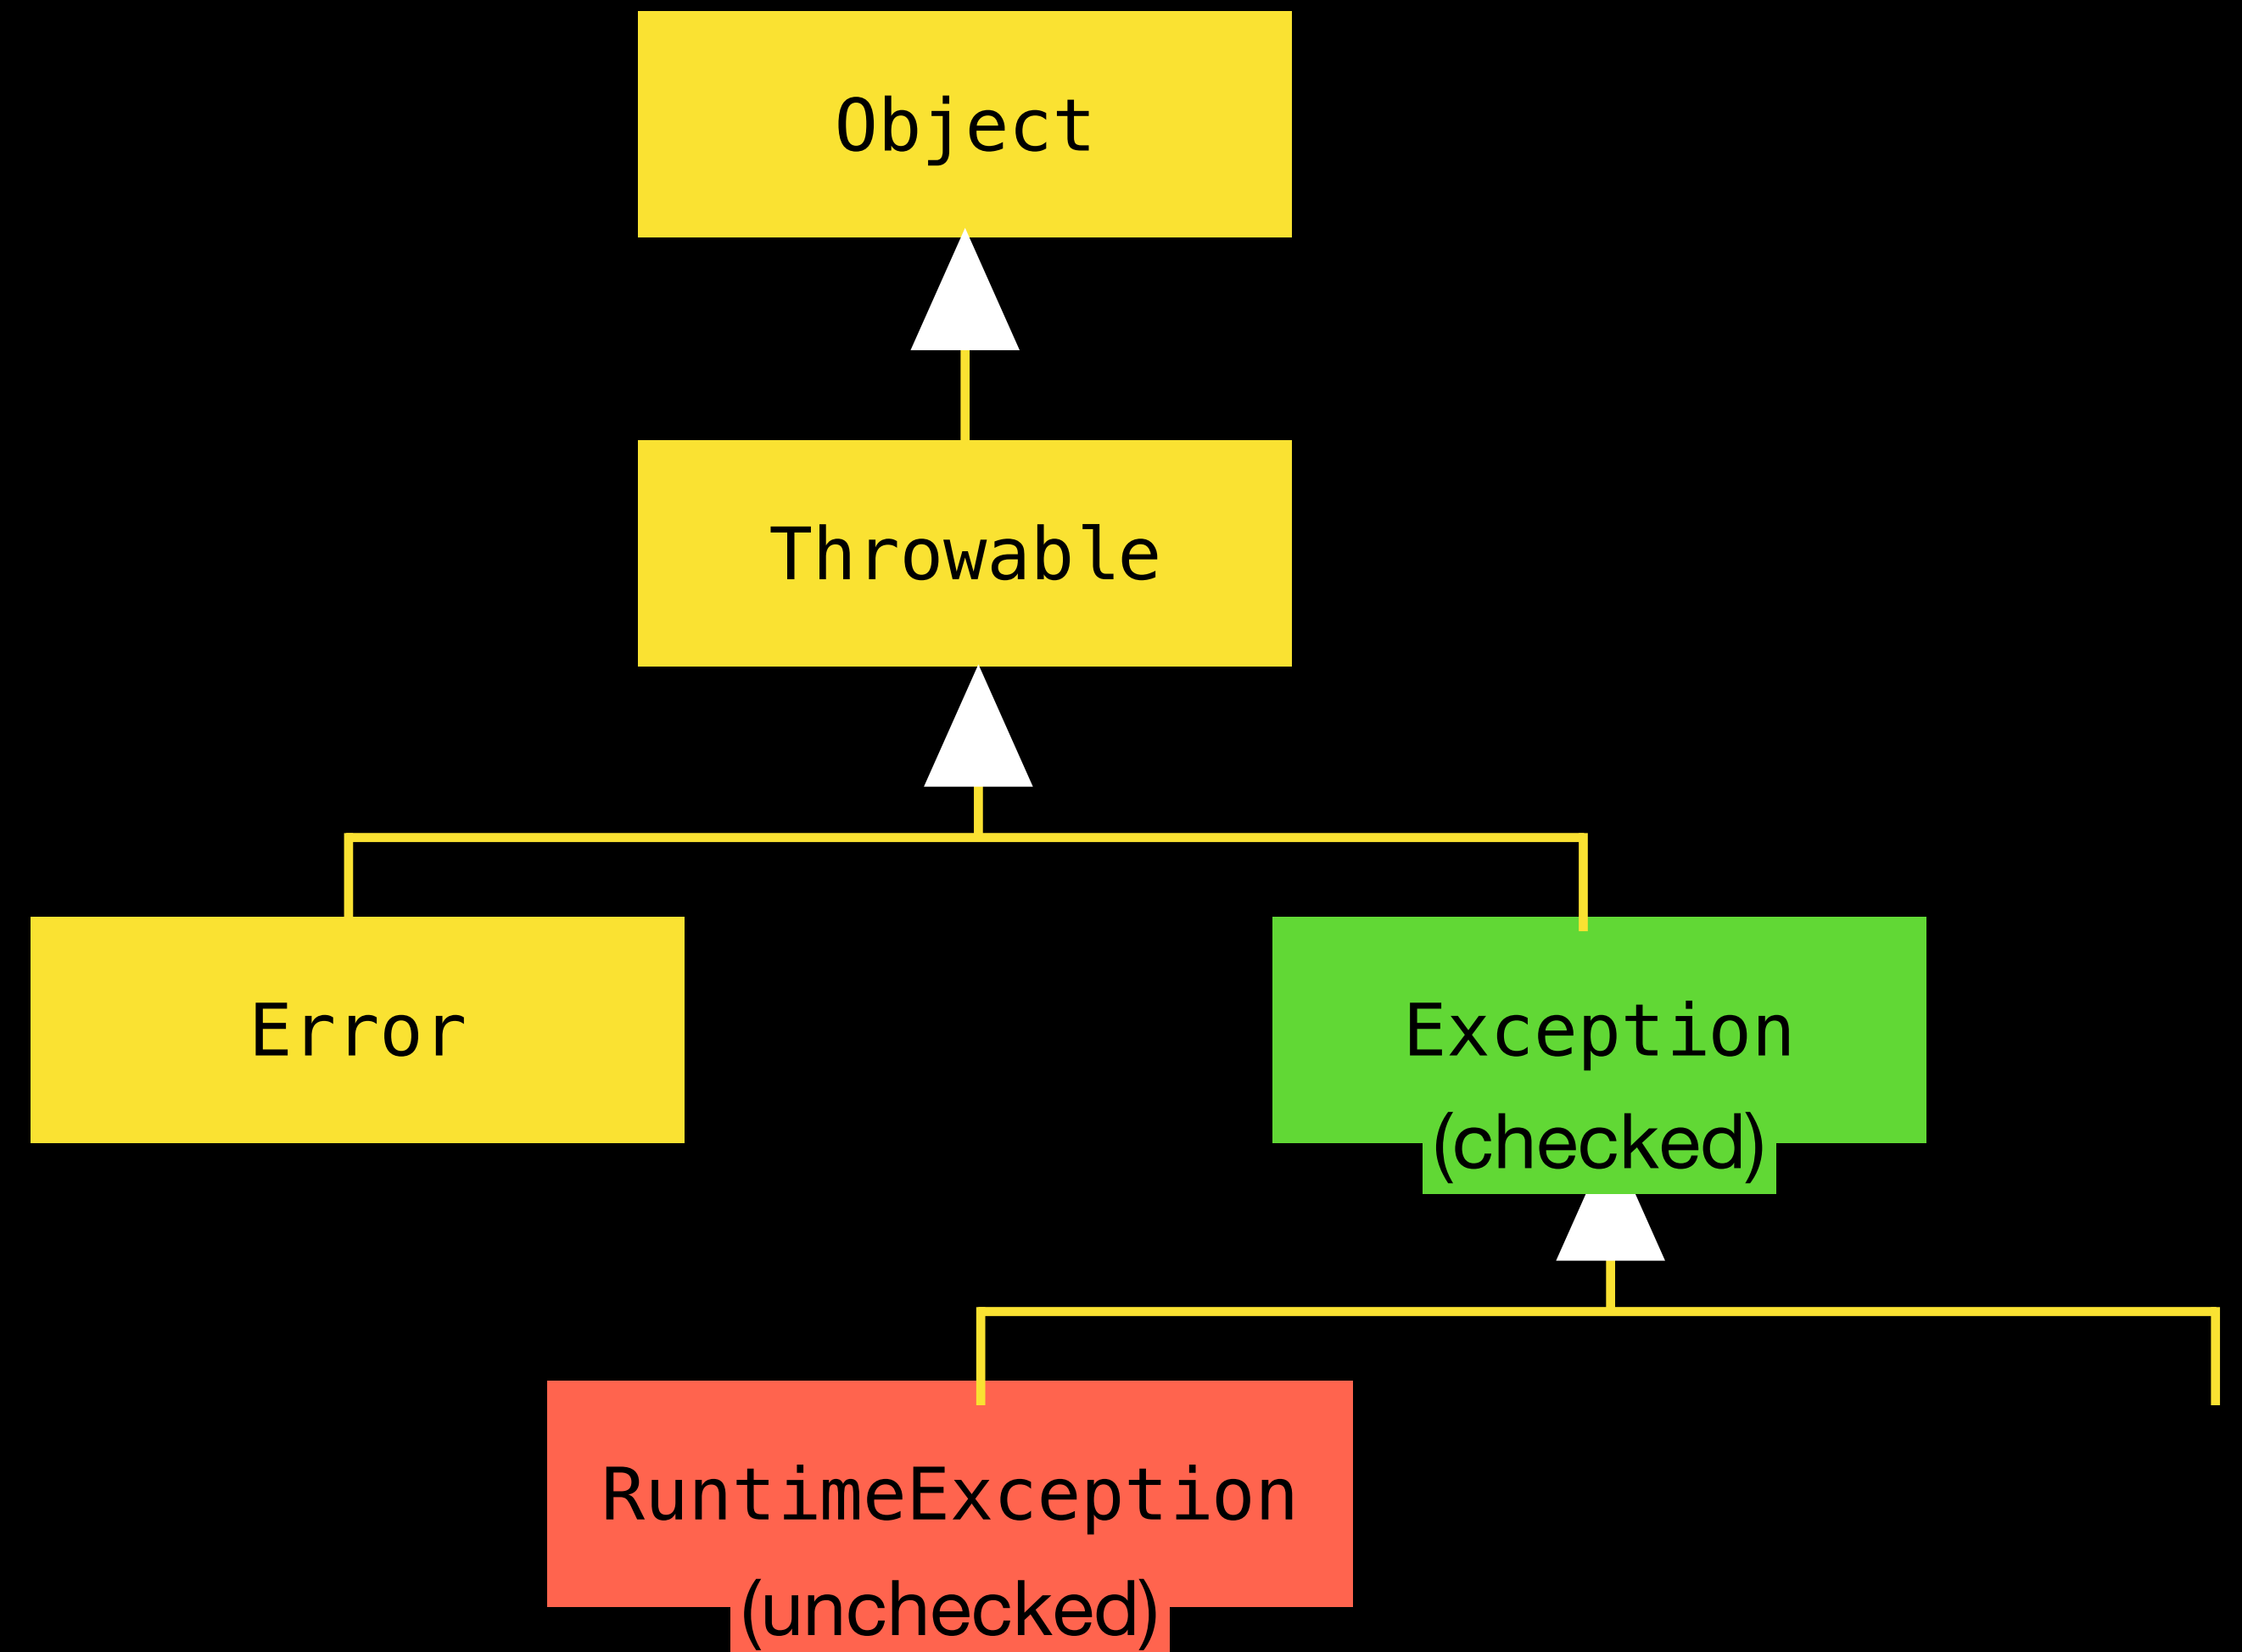 Object
Throwable
Error
Exception
(checked)
RuntimeException
(unchecked)